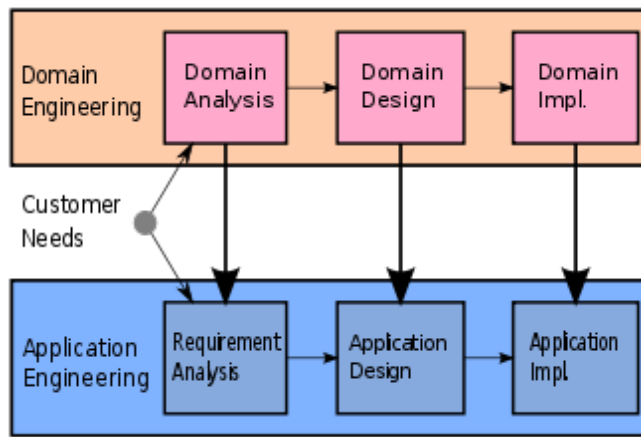 Domain
Engineering
Domain
Analysis
Domain
Design
Domain
Impl.
Customer
Needs
Application
Engineering
Requirement
Analysis
Application
Design
Application
Impl.